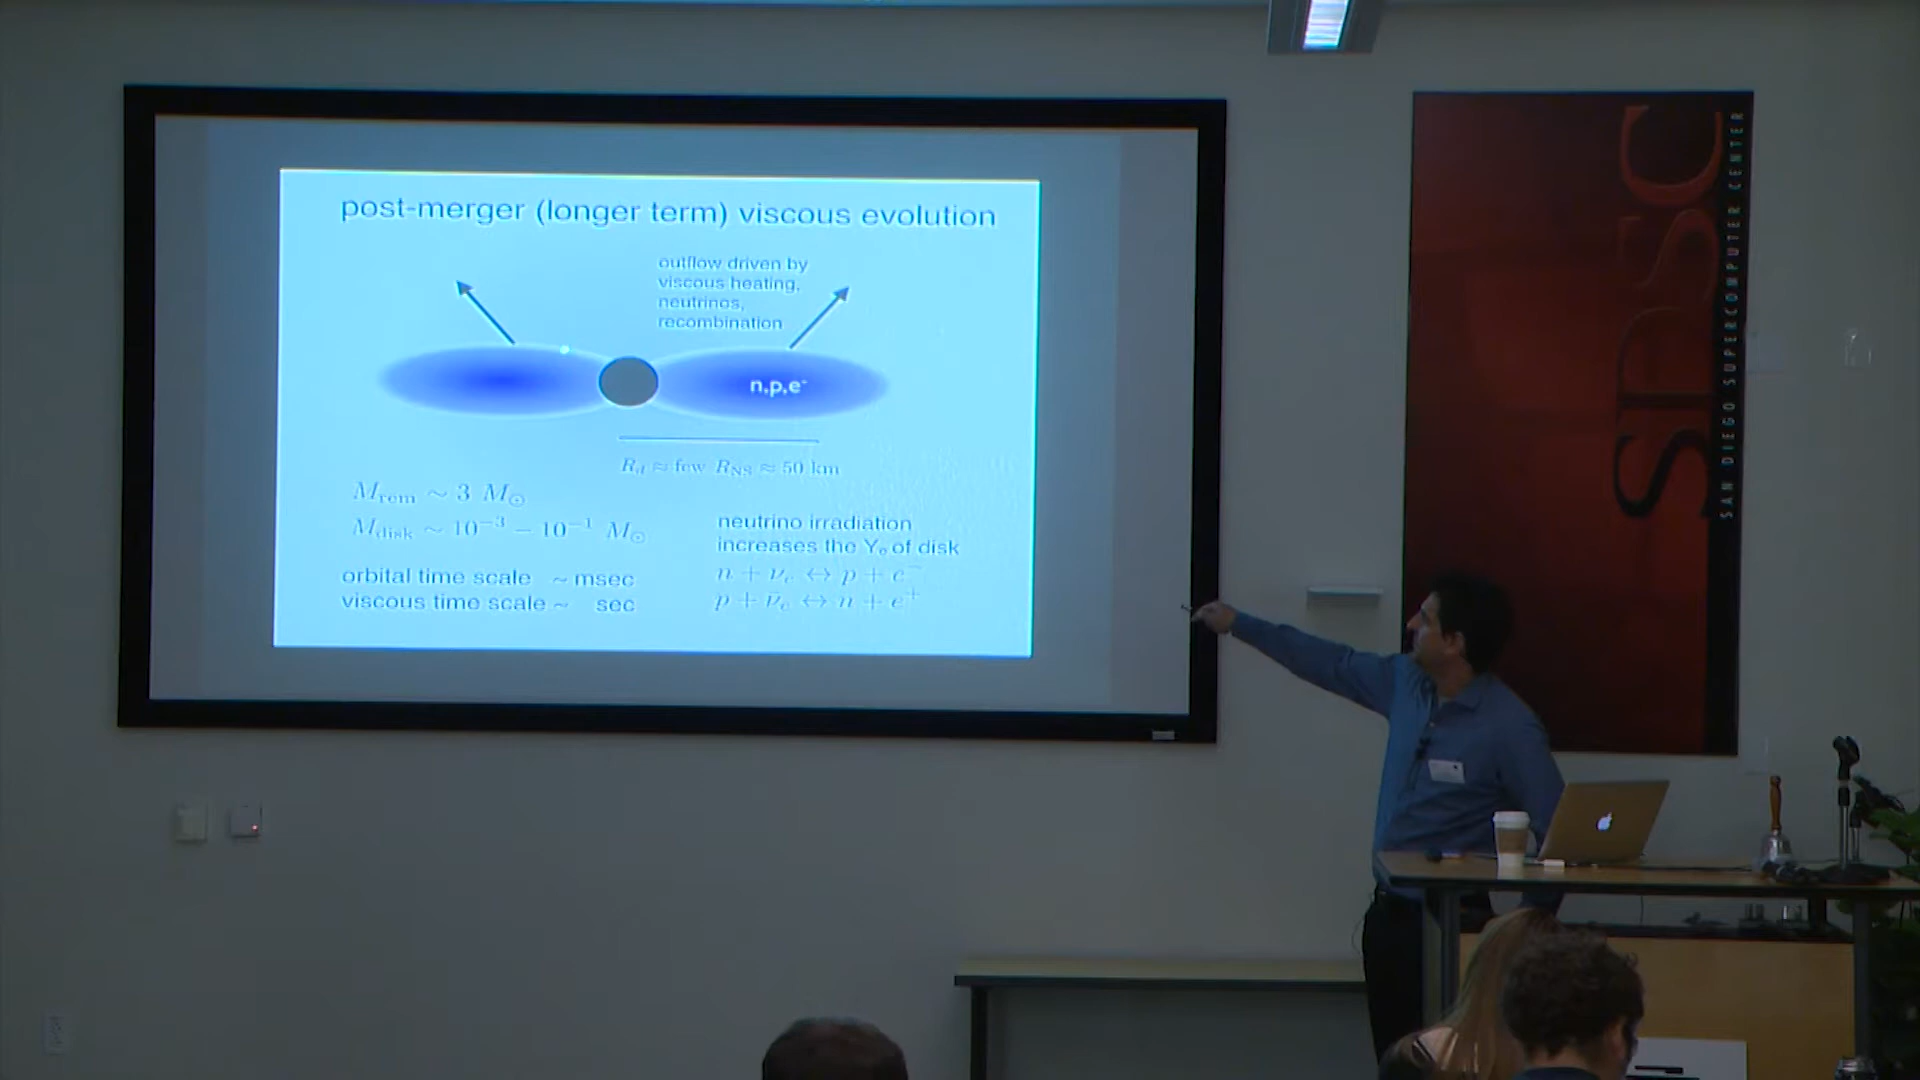 post-merger (longer term) viscous evolution
outflow driven by
viscous heating,
neutrinos,
recombination
n,p,e⁻
R_d ≈ few R_NS ≈ 50 km
M_rem ∼ 3 M_⊙
M_disk ∼ 10⁻³ − 10⁻¹ M_⊙
orbital time scale ~ msec
viscous time scale ~ sec
neutrino irradiation
increases the Y_e of disk
n + ν_e ↔ p + e⁻
p + ν̄_e ↔ n + e⁺
SDSC
SAN DIEGO SUPERCOMPUTER CENTER